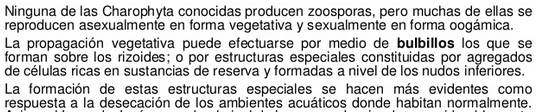 Ninguna de las Charophyta conocidas producen zoosporas, pero muchas de ellas se
reproducen asexualmente en forma vegetativa y sexualmente en forma oogámica.
La propagación vegetativa puede efectuarse por medio de bulbillos los que se
forman sobre los rizoides; o por estructuras especiales constituidas por agregados
de células ricas en sustancias de reserva y formadas a nivel de los nudos inferiores.
La formación de estas estructuras especiales se hacen más evidentes como
respuesta a la desecación de los ambientes acuáticos donde habitan normalmente.